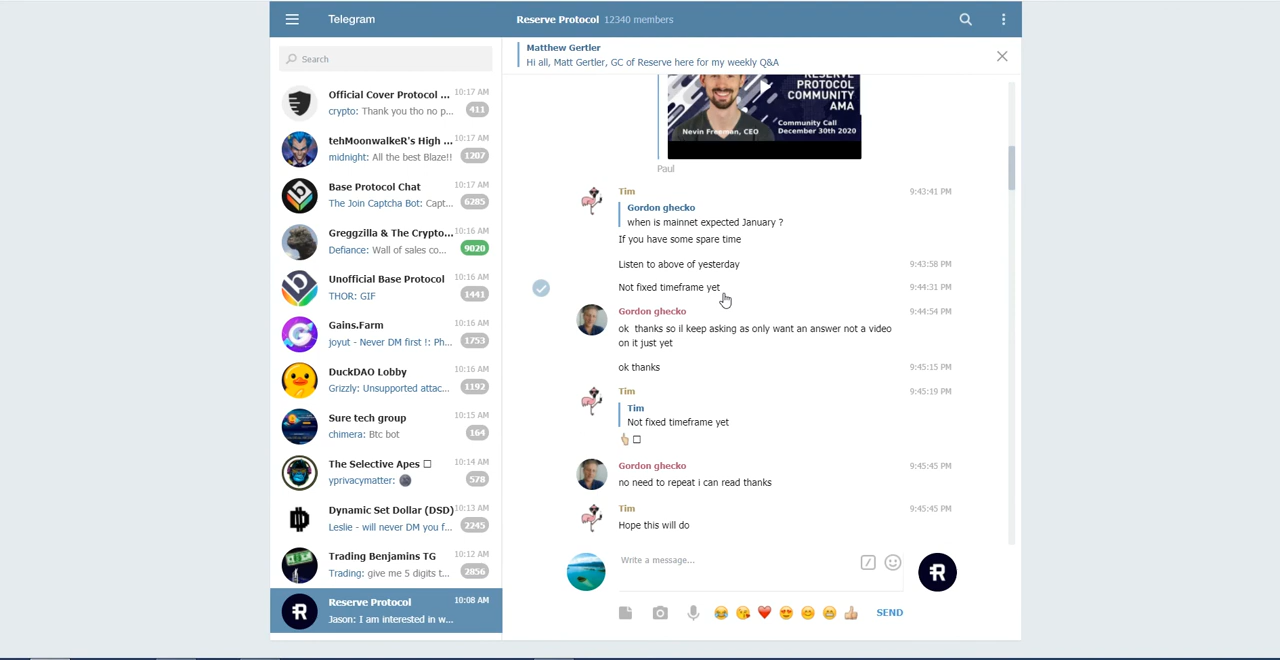 Telegram
Reserve Protocol 12340 members
Search
Matthew Gertler
Hi all, Matt Gertler, GC of Reserve here for my weekly Q&A
Official Cover Protocol ... 10:17 AM
crypto: Thank you tho no p... 411
tehMoonwalkeR's High ... 10:17 AM
midnight: All the best Blaze!! 1207
Base Protocol Chat 10:17 AM
The Join Captcha Bot: Capt... 6285
Greggzilla & The Crypto... 10:16 AM
Defiance: Wall of sales co... 9020
Unofficial Base Protocol 10:16 AM
THOR: GIF 1441
Gains.Farm 10:16 AM
joyut - Never DM first !: Ph... 1753
DuckDAO Lobby 10:16 AM
Grizzly: Unsupported attac... 1192
Sure tech group 10:15 AM
chimera: Btc bot 164
The Selective Apes 10:14 AM
yprivacymatter: 578
Dynamic Set Dollar (DSD) 10:13 AM
Leslie - will never DM you f... 2245
Trading Benjamins TG 10:12 AM
Trading: give me 5 digits t... 2856
Reserve Protocol 10:08 AM
Jason: I am interested in w...
RESERVE
PROTOCOL
COMMUNITY
AMA
Nevin Freeman, CEO
Community Call
December 30th 2020
Paul
Tim 9:43:41 PM
Gordon ghecko
when is mainnet expected January ?
If you have some spare time
Listen to above of yesterday 9:43:58 PM
Not fixed timeframe yet 9:44:31 PM
Gordon ghecko 9:44:54 PM
ok thanks so il keep asking as only want an answer not a video
on it just yet
ok thanks 9:45:15 PM
Tim 9:45:19 PM
Tim
Not fixed timeframe yet
👆🏼
Gordon ghecko 9:45:45 PM
no need to repeat i can read thanks
Tim 9:45:45 PM
Hope this will do
Write a message...
😂 😘 ❤️ 😍 😊 😁 👍🏼 SEND